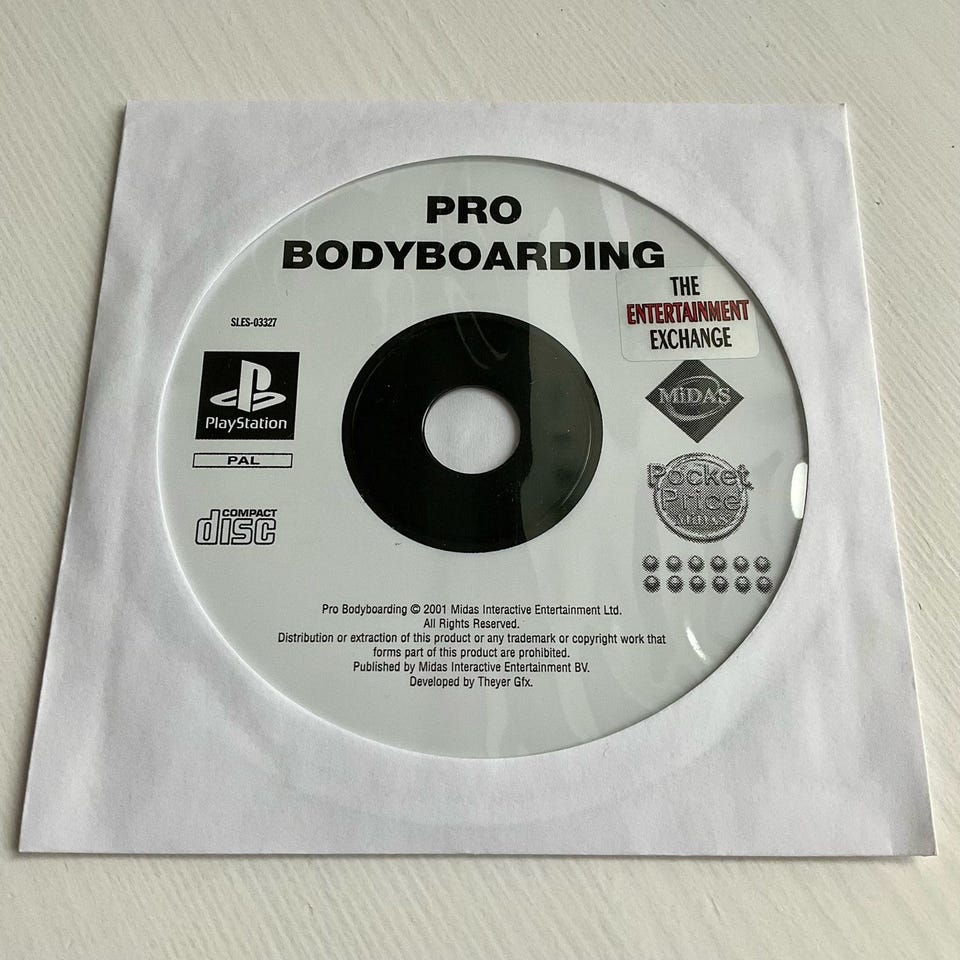 PRO
BODYBOARDING
THE
ENTERTAINMENT
EXCHANGE
SLES-03327
PlayStation
PAL
COMPACT
disc
MiDAS
Pocket
Price
MiDAS
Pro Bodyboarding © 2001 Midas Interactive Entertainment Ltd.
All Rights Reserved.
Distribution or extraction of this product or any trademark or copyright work that
forms part of this product are prohibited.
Published by Midas Interactive Entertainment BV.
Developed by Theyer Gfx.